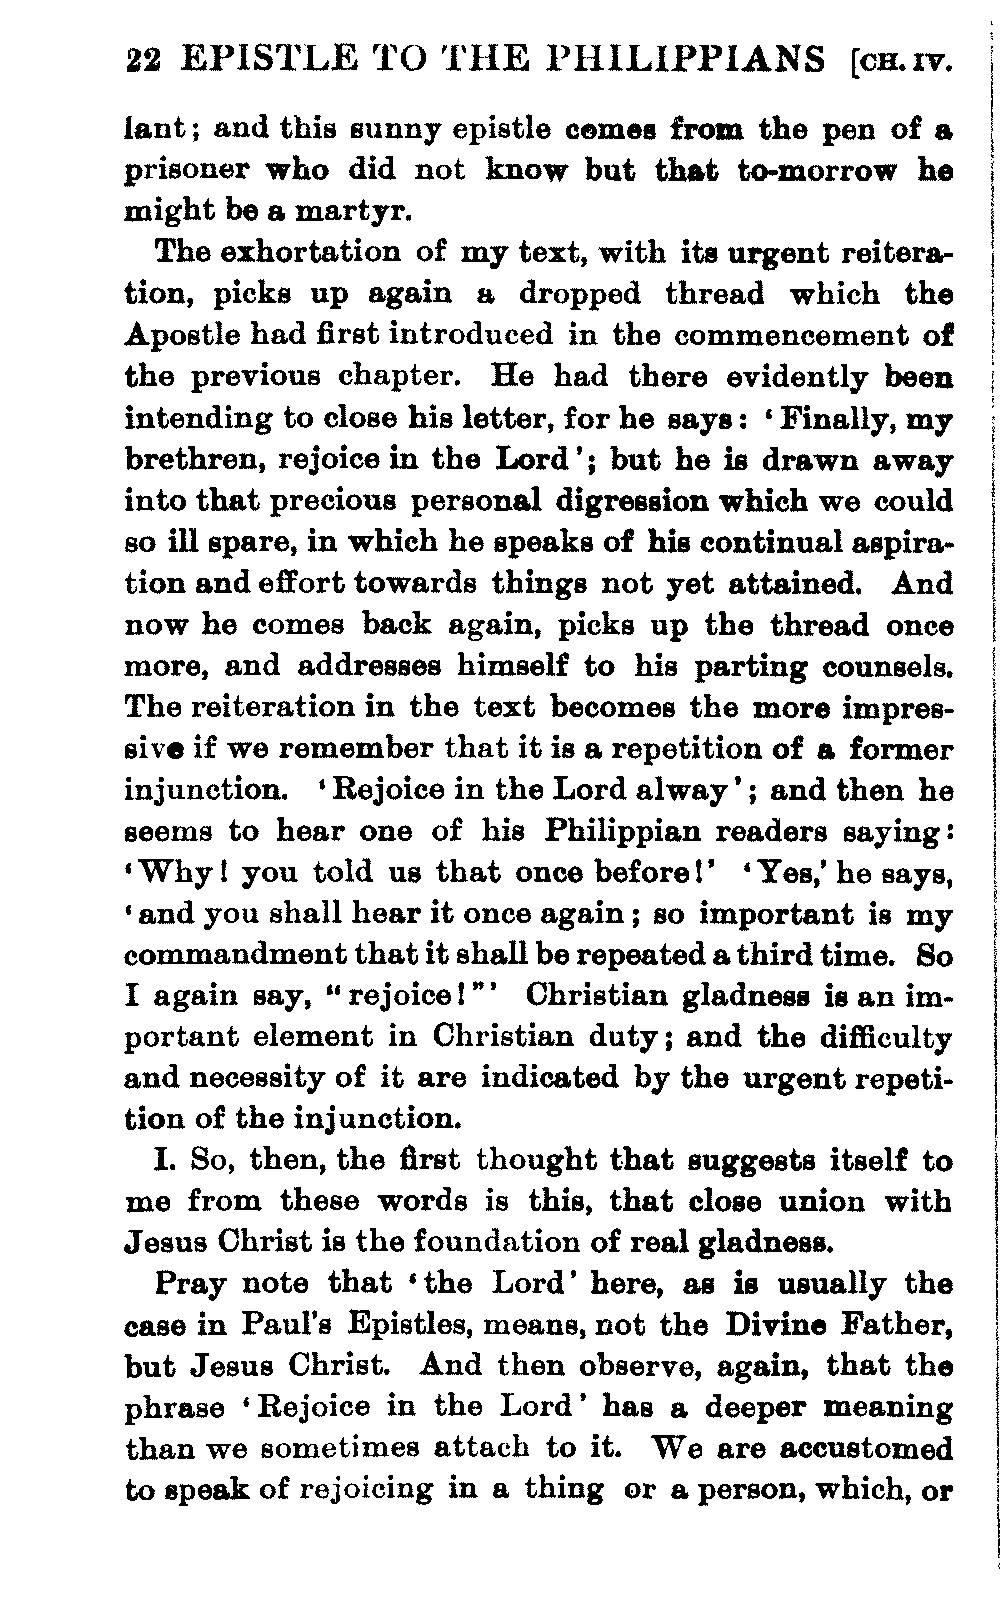 22 EPISTLE TO THE PHILIPPIANS [CH. IV.
lant; and this sunny epistle comes from the pen of a
prisoner who did not know but that to-morrow he
might be a martyr.
The exhortation of my text, with its urgent reitera-
tion, picks up again a dropped thread which the
Apostle had first introduced in the commencement of
the previous chapter. He had there evidently been
intending to close his letter, for he says: 'Finally, my
brethren, rejoice in the Lord'; but he is drawn away
into that precious personal digression which we could
so ill spare, in which he speaks of his continual aspira-
tion and effort towards things not yet attained. And
now he comes back again, picks up the thread once
more, and addresses himself to his parting counsels.
The reiteration in the text becomes the more impres-
sive if we remember that it is a repetition of a former
injunction. 'Rejoice in the Lord alway'; and then he
seems to hear one of his Philippian readers saying:
'Why! you told us that once before!' 'Yes,' he says,
'and you shall hear it once again; so important is my
commandment that it shall be repeated a third time. So
I again say, "rejoice!"' Christian gladness is an im-
portant element in Christian duty; and the difficulty
and necessity of it are indicated by the urgent repeti-
tion of the injunction.
I. So, then, the first thought that suggests itself to
me from these words is this, that close union with
Jesus Christ is the foundation of real gladness.
Pray note that 'the Lord' here, as is usually the
case in Paul's Epistles, means, not the Divine Father,
but Jesus Christ. And then observe, again, that the
phrase 'Rejoice in the Lord' has a deeper meaning
than we sometimes attach to it. We are accustomed
to speak of rejoicing in a thing or a person, which, or